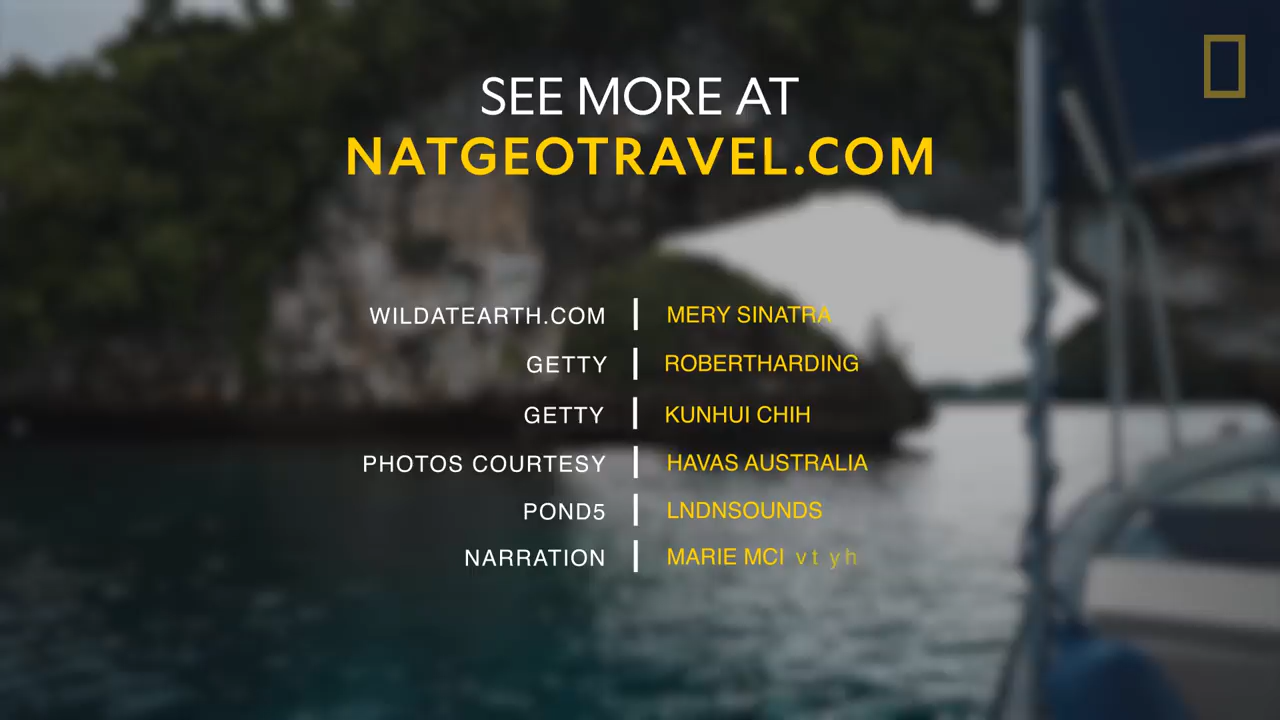 SEE MORE AT
NATGEOTRAVEL.COM
WILDATEARTH.COM | MERY SINATRA
GETTY | ROBERTHARDING
GETTY | KUNHUI CHIH
PHOTOS COURTESY | HAVAS AUSTRALIA
POND5 | LNDNSOUNDS
NARRATION | MARIE